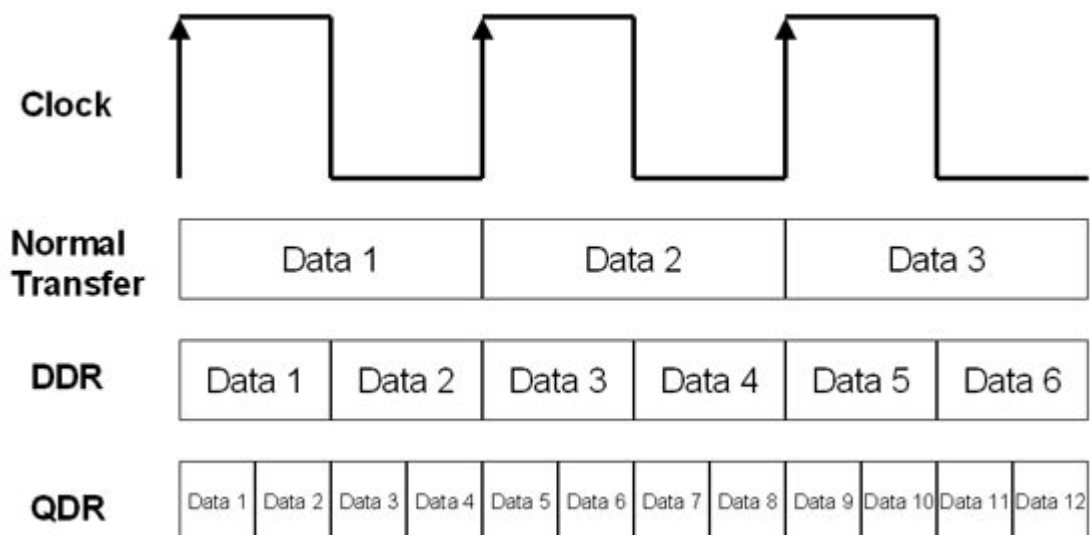 Clock
Normal
Transfer
Data 1 Data 2 Data 3
DDR
Data 1 Data 2 Data 3 Data 4 Data 5 Data 6
QDR
Data 1 Data 2 Data 3 Data 4 Data 5 Data 6 Data 7 Data 8 Data 9 Data 10 Data 11 Data 12